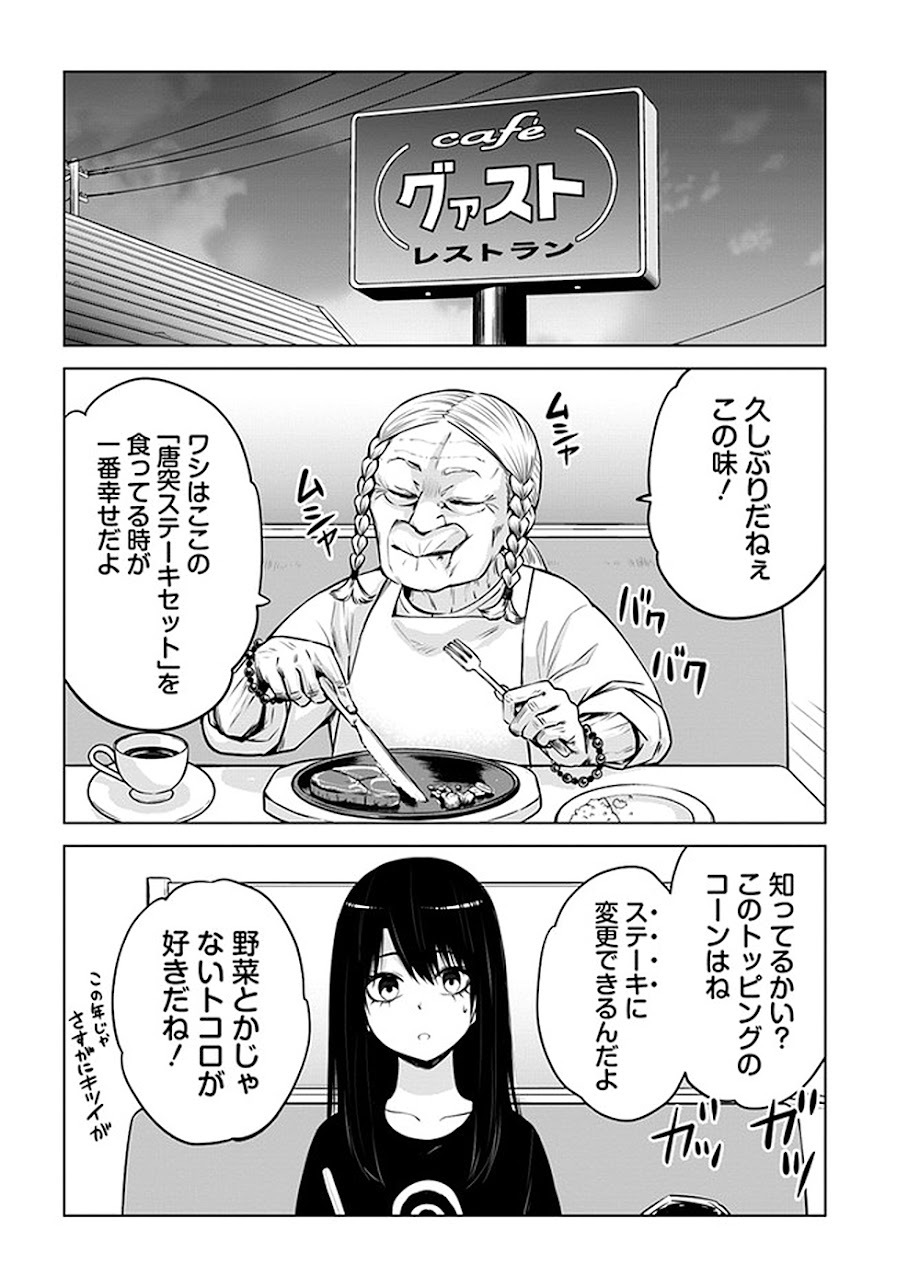 café
グァスト
レストラン
久しぶりだねぇ
この味!
ムシャ
ムシャ
バク
バク
ワシはここの
「唐突ステーキセット」を
食ってる時が
一番幸せだよ
知ってるかい?
このトッピングの
コーンはね
ステーキに
変更できるんだよ
ガッ
ガッ
野菜とかじゃ
ないトコロが
好きだね!
この年じゃ
さすがにキツイが